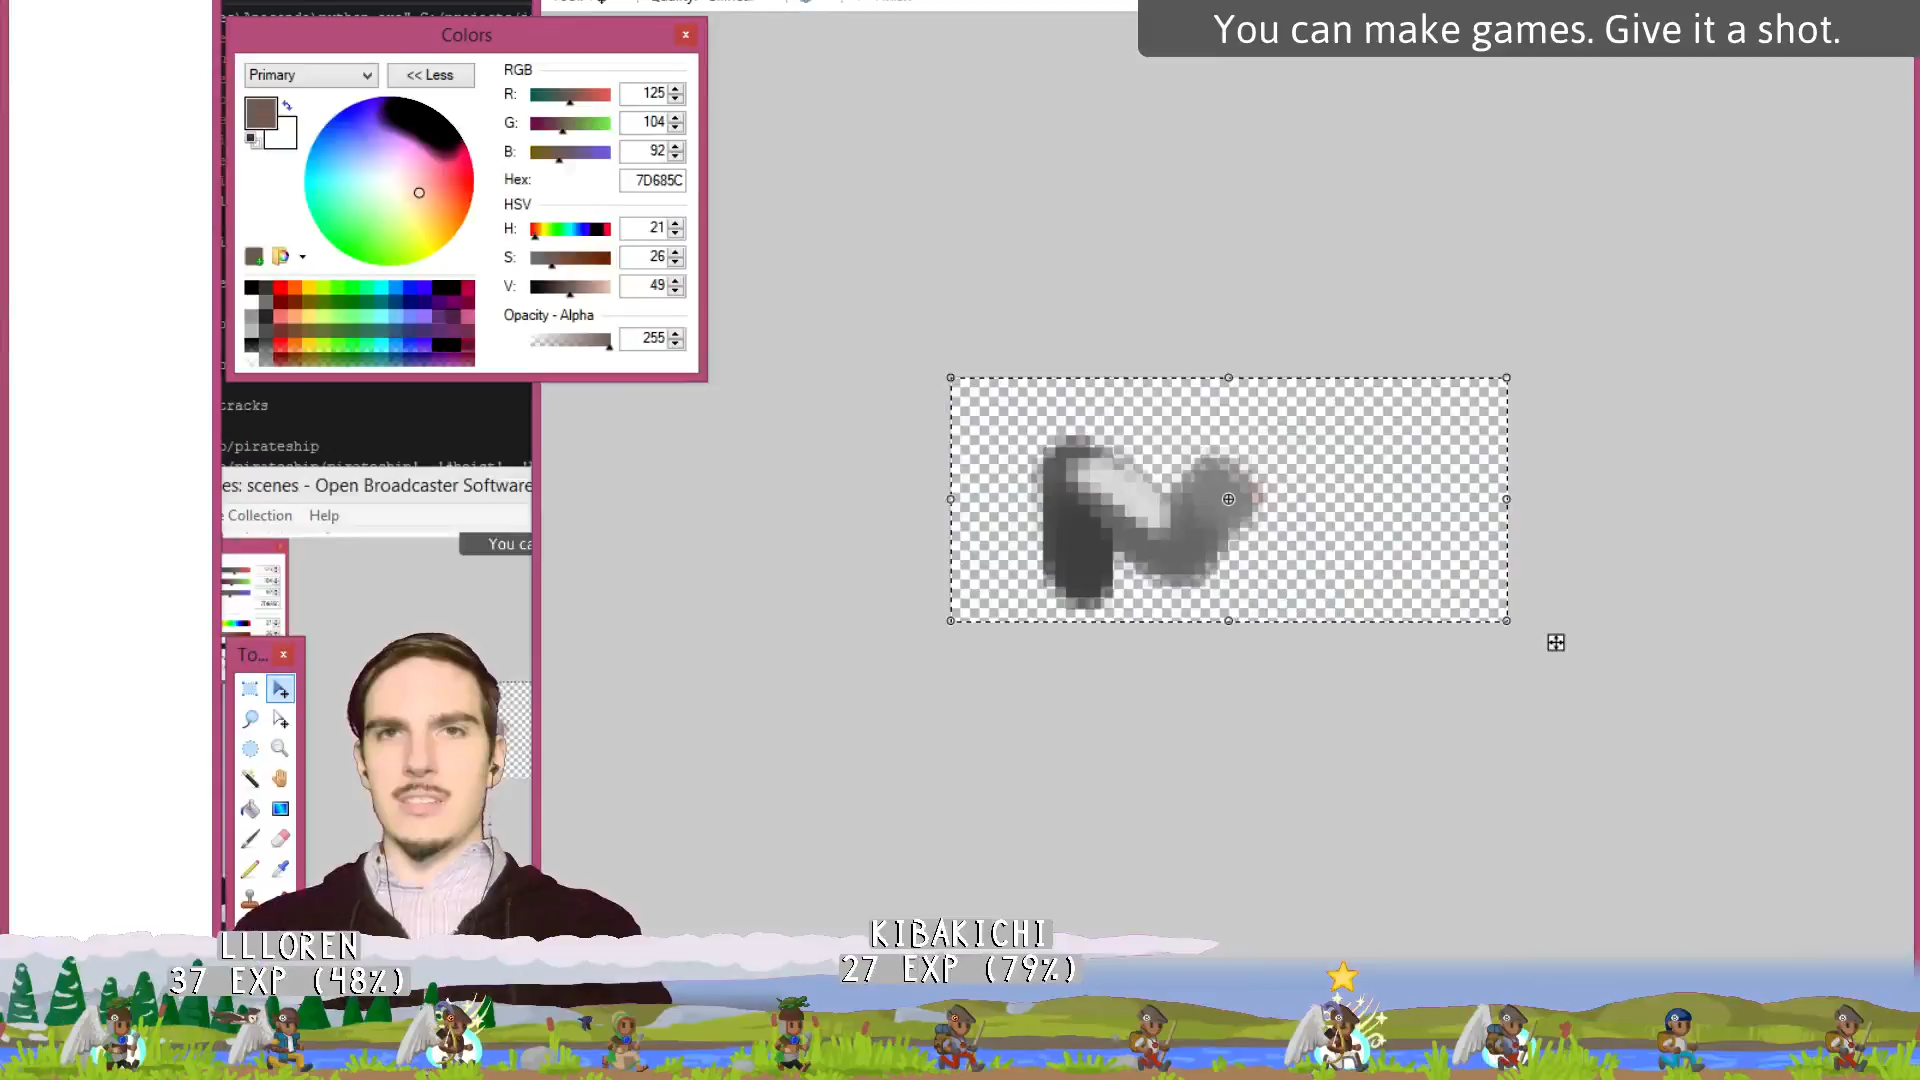 You can make games. Give it a shot.
Colors
Primary
<< Less
RGB
R: 125
G: 104
B: 92
Hex: 7D685C
HSV
H: 21
S: 26
V: 49
Opacity - Alpha
255
tracks
/pirateship
es: scenes - Open Broadcaster Software
Collection Help
You ca
To...
LLLOREN
37 EXP (48%)
KIBAKICHI
27 EXP (79%)